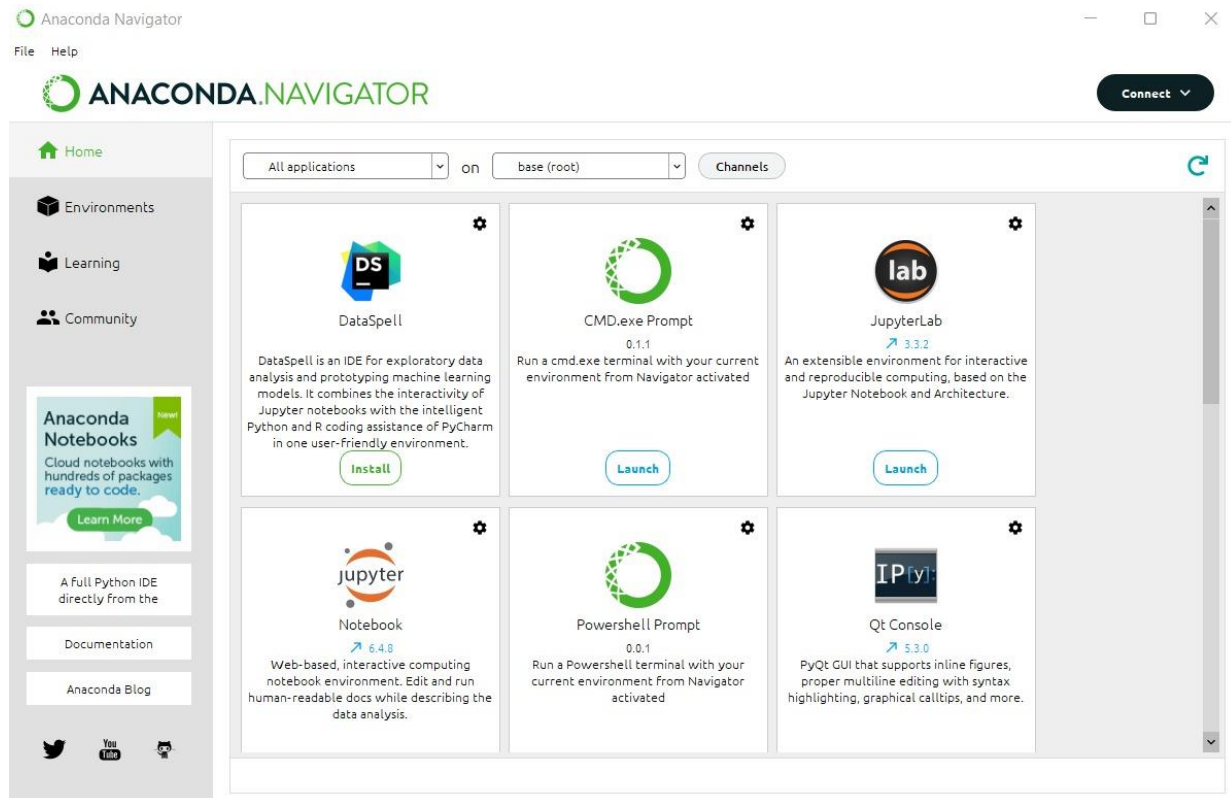 Anaconda Navigator
File Help
ANACONDA.NAVIGATOR
Connect
Home
Environments
Learning
Community
Anaconda
Notebooks
New!
Cloud notebooks with
hundreds of packages
ready to code.
Learn More
A full Python IDE
directly from the
Documentation
Anaconda Blog
You
Tube
All applications on base (root) Channels
DS
DataSpell
DataSpell is an IDE for exploratory data
analysis and prototyping machine learning
models. It combines the interactivity of
Jupyter notebooks with the intelligent
Python and R coding assistance of PyCharm
in one user-friendly environment.
Install
CMD.exe Prompt
0.1.1
Run a cmd.exe terminal with your current
environment from Navigator activated
Launch
lab
JupyterLab
3.3.2
An extensible environment for interactive
and reproducible computing, based on the
Jupyter Notebook and Architecture.
Launch
jupyter
Notebook
6.4.8
Web-based, interactive computing
notebook environment. Edit and run
human-readable docs while describing the
data analysis.
Powershell Prompt
0.0.1
Run a Powershell terminal with your
current environment from Navigator
activated
IP[y]:
Qt Console
5.3.0
PyQt GUI that supports inline figures,
proper multiline editing with syntax
highlighting, graphical calltips, and more.